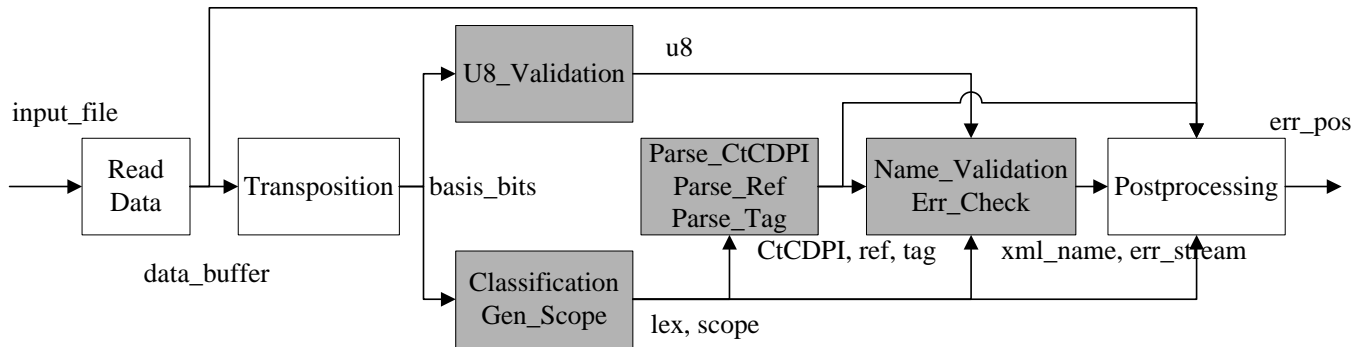 input_file
Read
Data
data_buffer
Transposition
basis_bits
U8_Validation
u8
Classification
Gen_Scope
lex, scope
Parse_CtCDPI
Parse_Ref
Parse_Tag
CtCDPI, ref, tag
Name_Validation
Err_Check
xml_name, err_stream
Postprocessing
err_pos